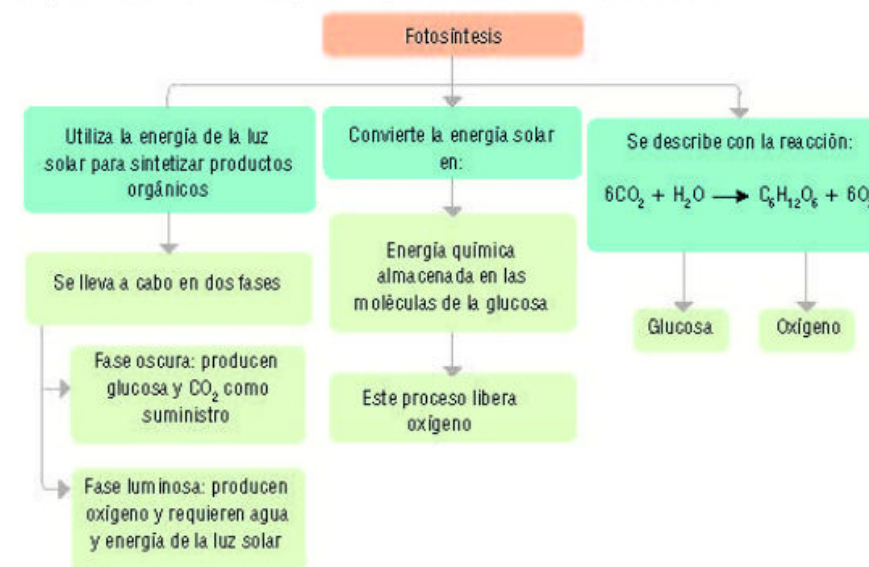 Fotosíntesis
Utiliza la energía de la luz
solar para sintetizar productos
orgánicos
Se lleva a cabo en dos fases
Fase oscura: producen
glucosa y CO₂ como
suministro
Fase luminosa: producen
oxígeno y requieren agua
y energía de la luz solar
Convierte la energía solar
en:
Energía química
almacenada en las
moléculas de la glucosa
Este proceso libera
oxígeno
Se describe con la reacción:
6CO₂ + H₂O → C₆H₁₂O₆ + 6O₂
Glucosa
Oxígeno